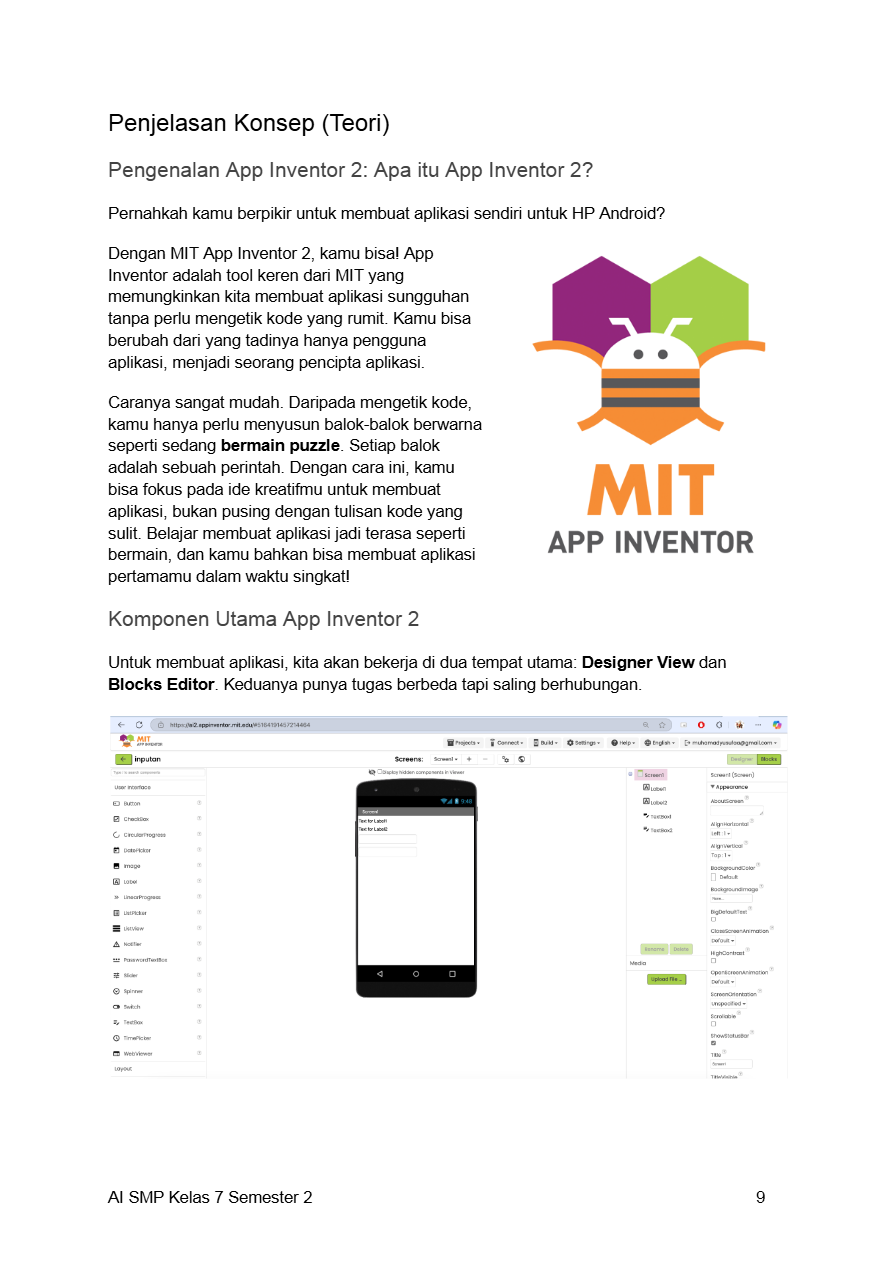 Penjelasan Konsep (Teori)
Pengenalan App Inventor 2: Apa itu App Inventor 2?
Pernahkah kamu berpikir untuk membuat aplikasi sendiri untuk HP Android?
Dengan MIT App Inventor 2, kamu bisa! App
Inventor adalah tool keren dari MIT yang
memungkinkan kita membuat aplikasi sungguhan
tanpa perlu mengetik kode yang rumit. Kamu bisa
berubah dari yang tadinya hanya pengguna
aplikasi, menjadi seorang pencipta aplikasi.
Caranya sangat mudah. Daripada mengetik kode,
kamu hanya perlu menyusun balok-balok berwarna
seperti sedang bermain puzzle. Setiap balok
adalah sebuah perintah. Dengan cara ini, kamu
bisa fokus pada ide kreatifmu untuk membuat
aplikasi, bukan pusing dengan tulisan kode yang
sulit. Belajar membuat aplikasi jadi terasa seperti
bermain, dan kamu bahkan bisa membuat aplikasi
pertamamu dalam waktu singkat!
MIT
APP INVENTOR
Komponen Utama App Inventor 2
Untuk membuat aplikasi, kita akan bekerja di dua tempat utama: Designer View dan
Blocks Editor. Keduanya punya tugas berbeda tapi saling berhubungan.
https://ai2.appinventor.mit.edu/#5164191457214464
MIT
APP INVENTOR
Projects Connect Build Settings Help English muhamadyusufaa@gmail.com
inputan
Screens: Screen1
Designer Blocks
Type to search components
User Interface
Button
CheckBox
CircularProgress
DatePicker
Image
Label
LinearProgress
ListPicker
ListView
Notifier
PasswordTextBox
Slider
Spinner
Switch
TextBox
TimePicker
WebViewer
Layout
Display hidden components in Viewer
9:48
Screen1
Text for Label1
Text for Label2
Screen1
Label1
Label2
TextBox1
TextBox2
Rename Delete
Media
Upload File ...
Screen1 (Screen)
Appearance
AboutScreen
AlignHorizontal
Left : 1
AlignVertical
Top : 1
BackgroundColor
Default
BackgroundImage
None...
BigDefaultText
CloseScreenAnimation
Default
HighContrast
OpenScreenAnimation
Default
ScreenOrientation
Unspecified
Scrollable
ShowStatusBar
Title
Screen1
TitleVisible
AI SMP Kelas 7 Semester 2
9